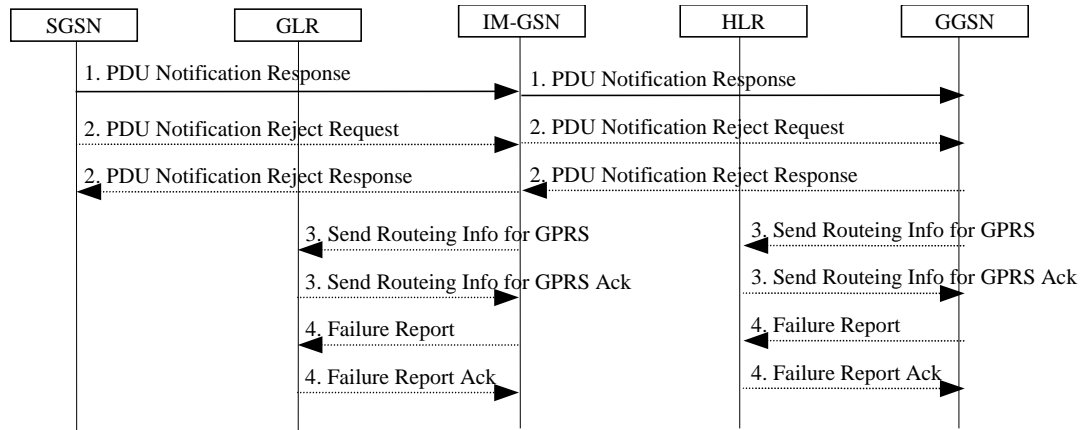 SGSN GLR IM-GSN HLR GGSN
1. PDU Notification Response 1. PDU Notification Response
2. PDU Notification Reject Request 2. PDU Notification Reject Request
2. PDU Notification Reject Response 2. PDU Notification Reject Response
3. Send Routeing Info for GPRS 3. Send Routeing Info for GPRS
3. Send Routeing Info for GPRS Ack 3. Send Routeing Info for GPRS Ack
4. Failure Report 4. Failure Report
4. Failure Report Ack 4. Failure Report Ack